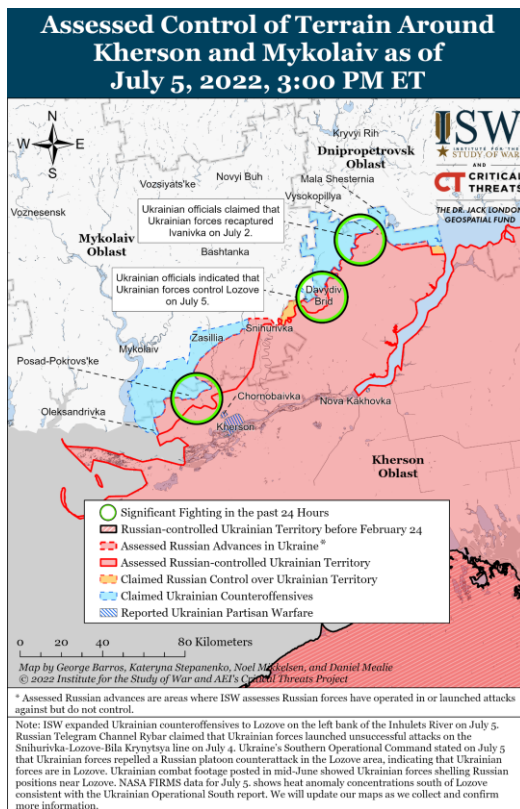 Assessed Control of Terrain Around
Kherson and Mykolaiv as of
July 5, 2022, 3:00 PM ET
N
W E
S
Kryvyi Rih
Dnipropetrovsk
Oblast
ISW
INSTITUTE FOR THE
STUDY OF WAR
AND
CT CRITICAL
THREATS
THE DR. JACK LONDON
GEOSPATIAL FUND
Novyi Buh
Mala Shesternia
Vozsiyats'ke
Vysokopillya
Voznesensk
Ukrainian officials claimed that
Ukrainian forces recaptured
Ivanivka on July 2.
Mykolaiv
Oblast
Bashtanka
Ukrainian officials indicated that
Ukrainian forces control Lozove
on July 5.
Davydiv
Brid
Snihurivka
Zasillia
Mykolaiv
Posad-Pokrovs'ke
Chornobaivka
Nova Kakhovka
Oleksandrivka
Kherson
Kherson
Oblast
Significant Fighting in the past 24 Hours
Russian-controlled Ukrainian Territory before February 24
Assessed Russian Advances in Ukraine*
Assessed Russian-controlled Ukrainian Territory
Claimed Russian Control over Ukrainian Territory
Claimed Ukrainian Counteroffensives
Reported Ukrainian Partisan Warfare
0 20 40 80 Kilometers
Map by George Barros, Kateryna Stepanenko, Noel Mikkelsen, and Daniel Mealie
© 2022 Institute for the Study of War and AEI's Critical Threats Project
* Assessed Russian advances are areas where ISW assesses Russian forces have operated in or launched attacks
against but do not control.
Note: ISW expanded Ukrainian counteroffensives to Lozove on the left bank of the Inhulets River on July 5.
Russian Telegram Channel Rybar claimed that Ukrainian forces launched unsuccessful attacks on the
Snihurivka-Lozove-Bila Krynytsya line on July 4. Ukraine's Southern Operational Command stated on July 5
that Ukrainian forces repelled a Russian platoon counterattack in the Lozove area, indicating that Ukrainian
forces are in Lozove. Ukrainian combat footage posted in mid-June showed Ukrainian forces shelling Russian
positions near Lozove. NASA FIRMS data for July 5. shows heat anomaly concentrations south of Lozove
consistent with the Ukrainian Operational South report. We will update our maps as we collect and confirm
more information.